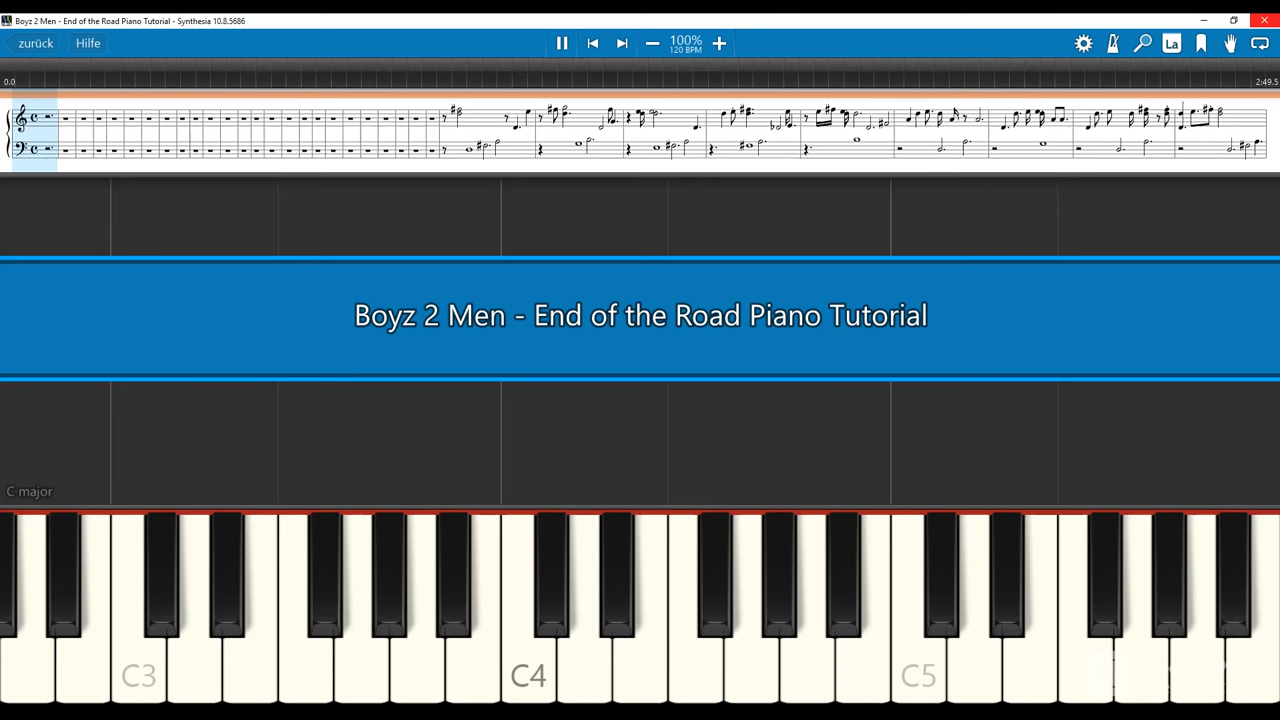 Boyz 2 Men - End of the Road Piano Tutorial - Synthesia 10.8.5686
zurück
Hilfe
100%
120 BPM
La
0.0
2:49.5
Boyz 2 Men - End of the Road Piano Tutorial
C major
C3
C4
C5